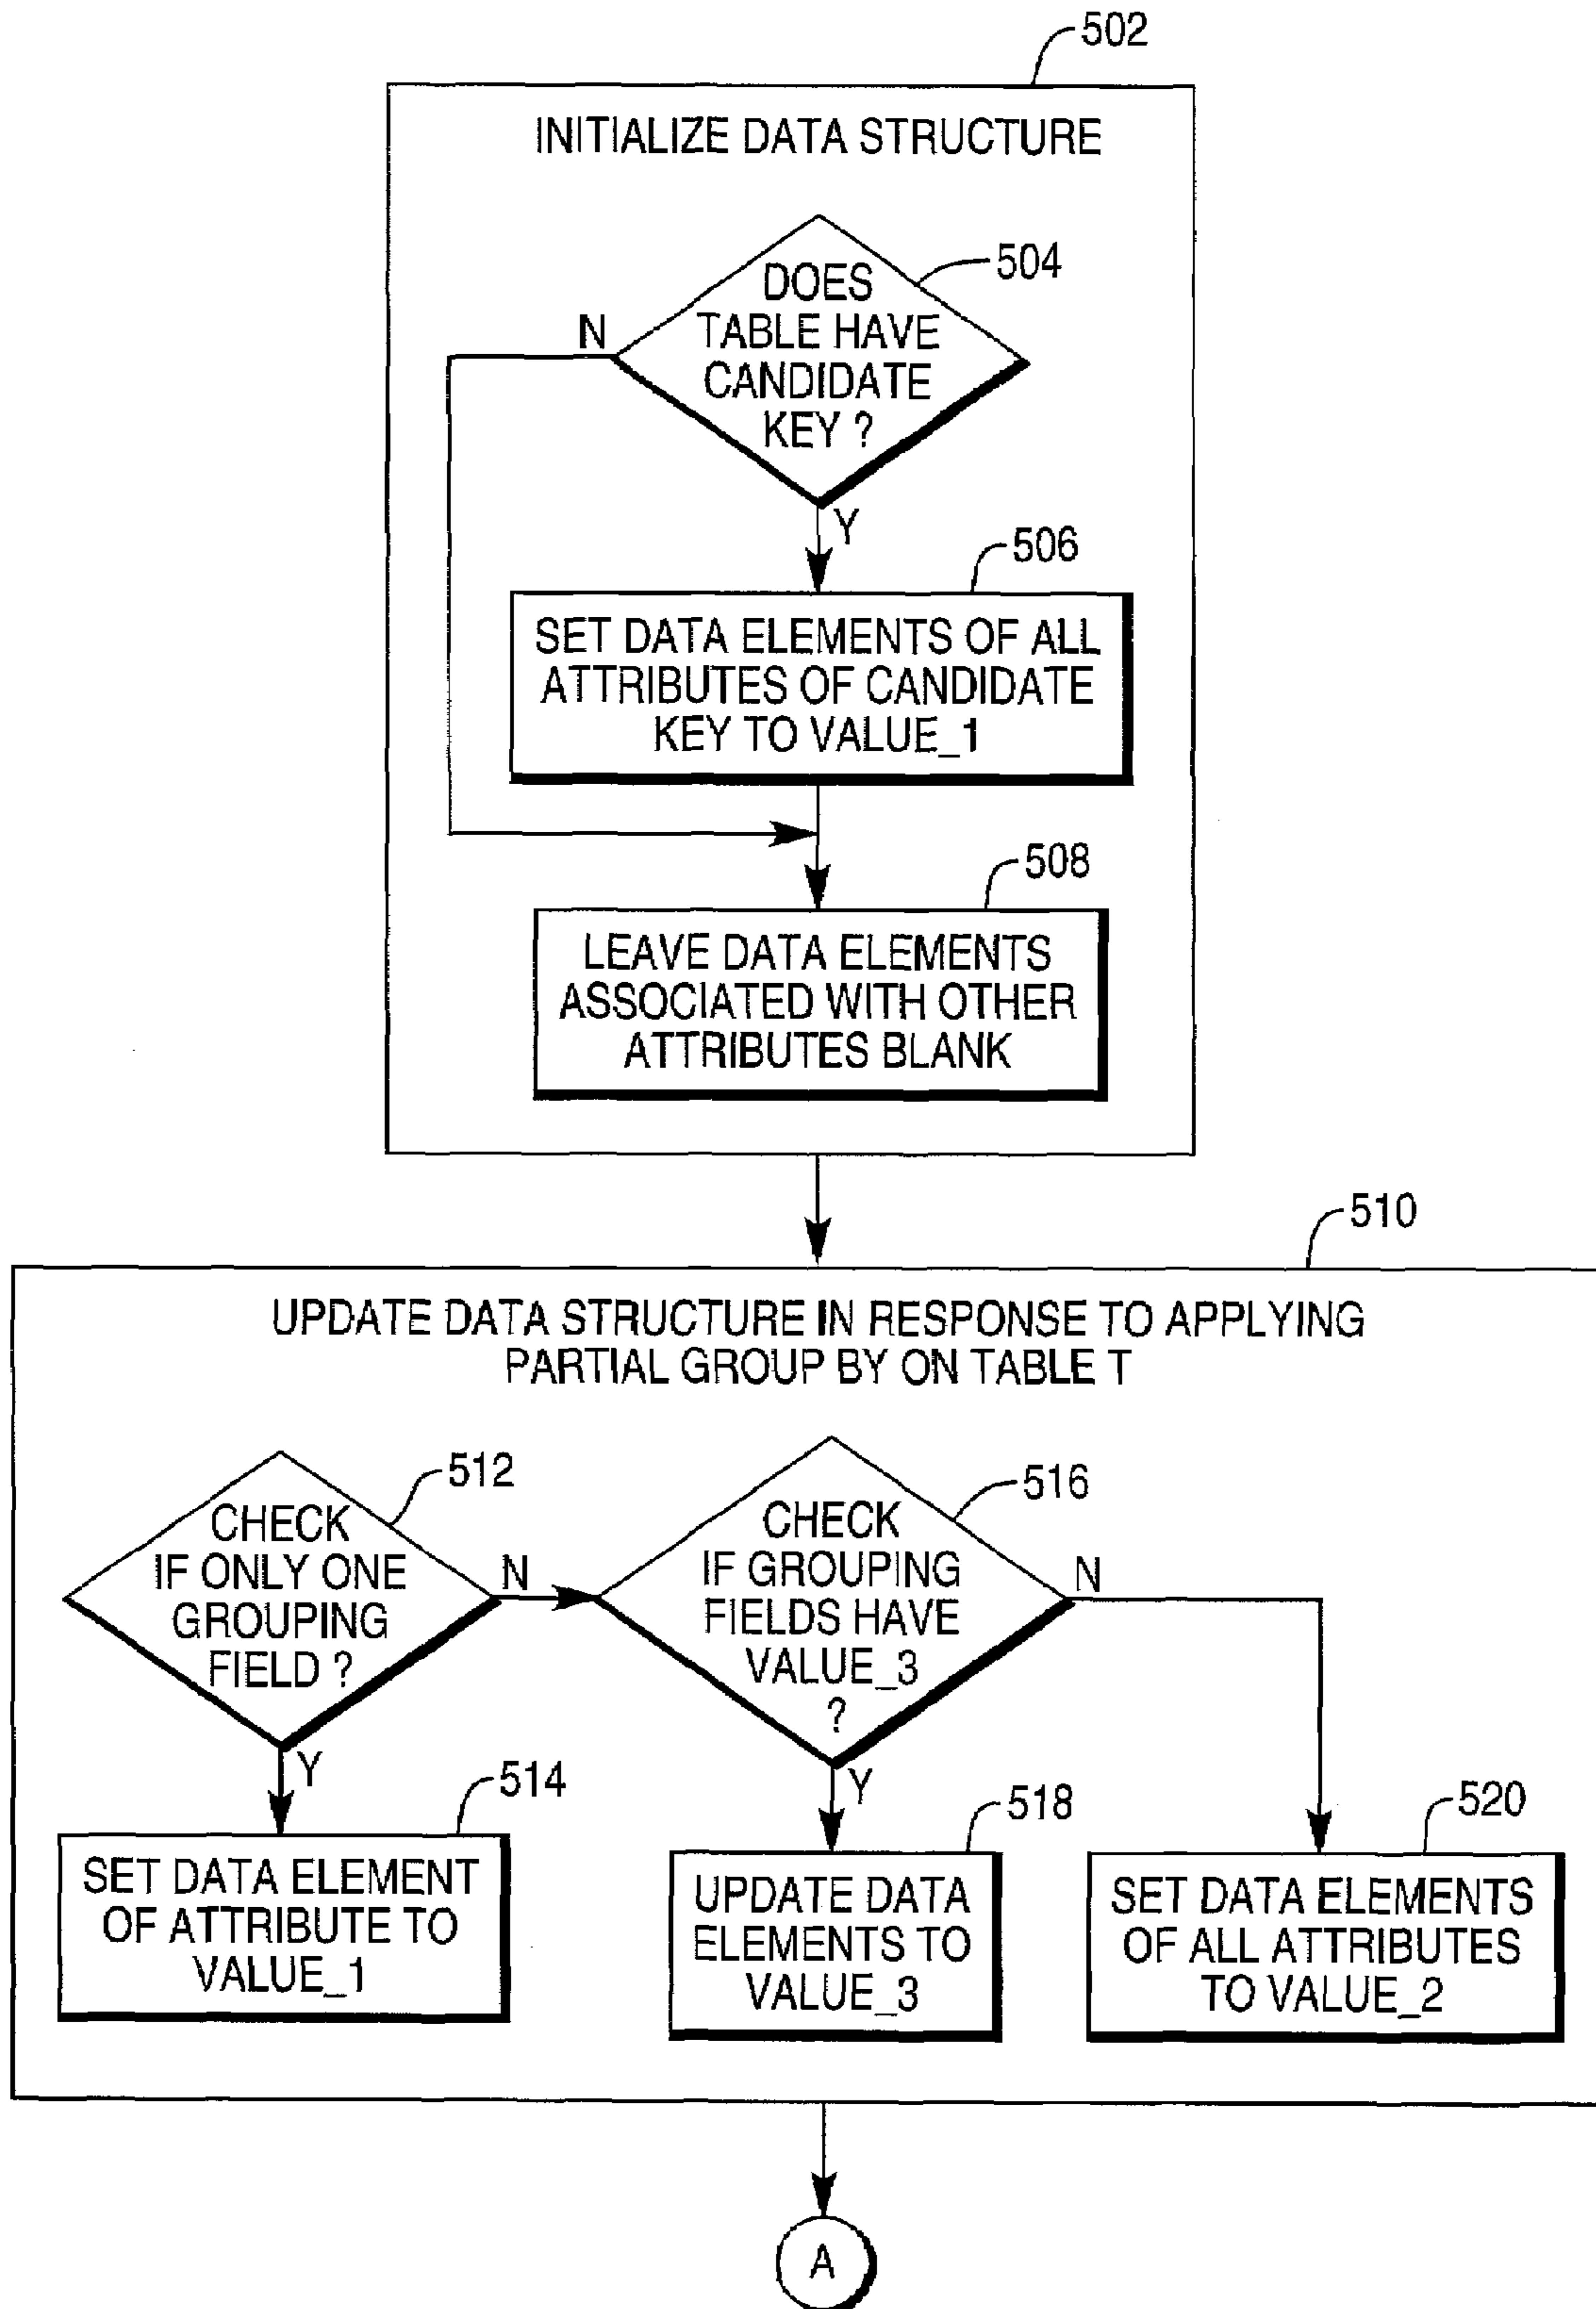 502
INITIALIZE DATA STRUCTURE
504
DOES
TABLE HAVE
CANDIDATE
KEY ?
N
Y
506
SET DATA ELEMENTS OF ALL
ATTRIBUTES OF CANDIDATE
KEY TO VALUE_1
508
LEAVE DATA ELEMENTS
ASSOCIATED WITH OTHER
ATTRIBUTES BLANK
510
UPDATE DATA STRUCTURE IN RESPONSE TO APPLYING
PARTIAL GROUP BY ON TABLE T
512
CHECK
IF ONLY ONE
GROUPING
FIELD ?
N
Y
516
CHECK
IF GROUPING
FIELDS HAVE
VALUE_3
?
N
Y
514
SET DATA ELEMENT
OF ATTRIBUTE TO
VALUE_1
518
UPDATE DATA
ELEMENTS TO
VALUE_3
520
SET DATA ELEMENTS
OF ALL ATTRIBUTES
TO VALUE_2
A